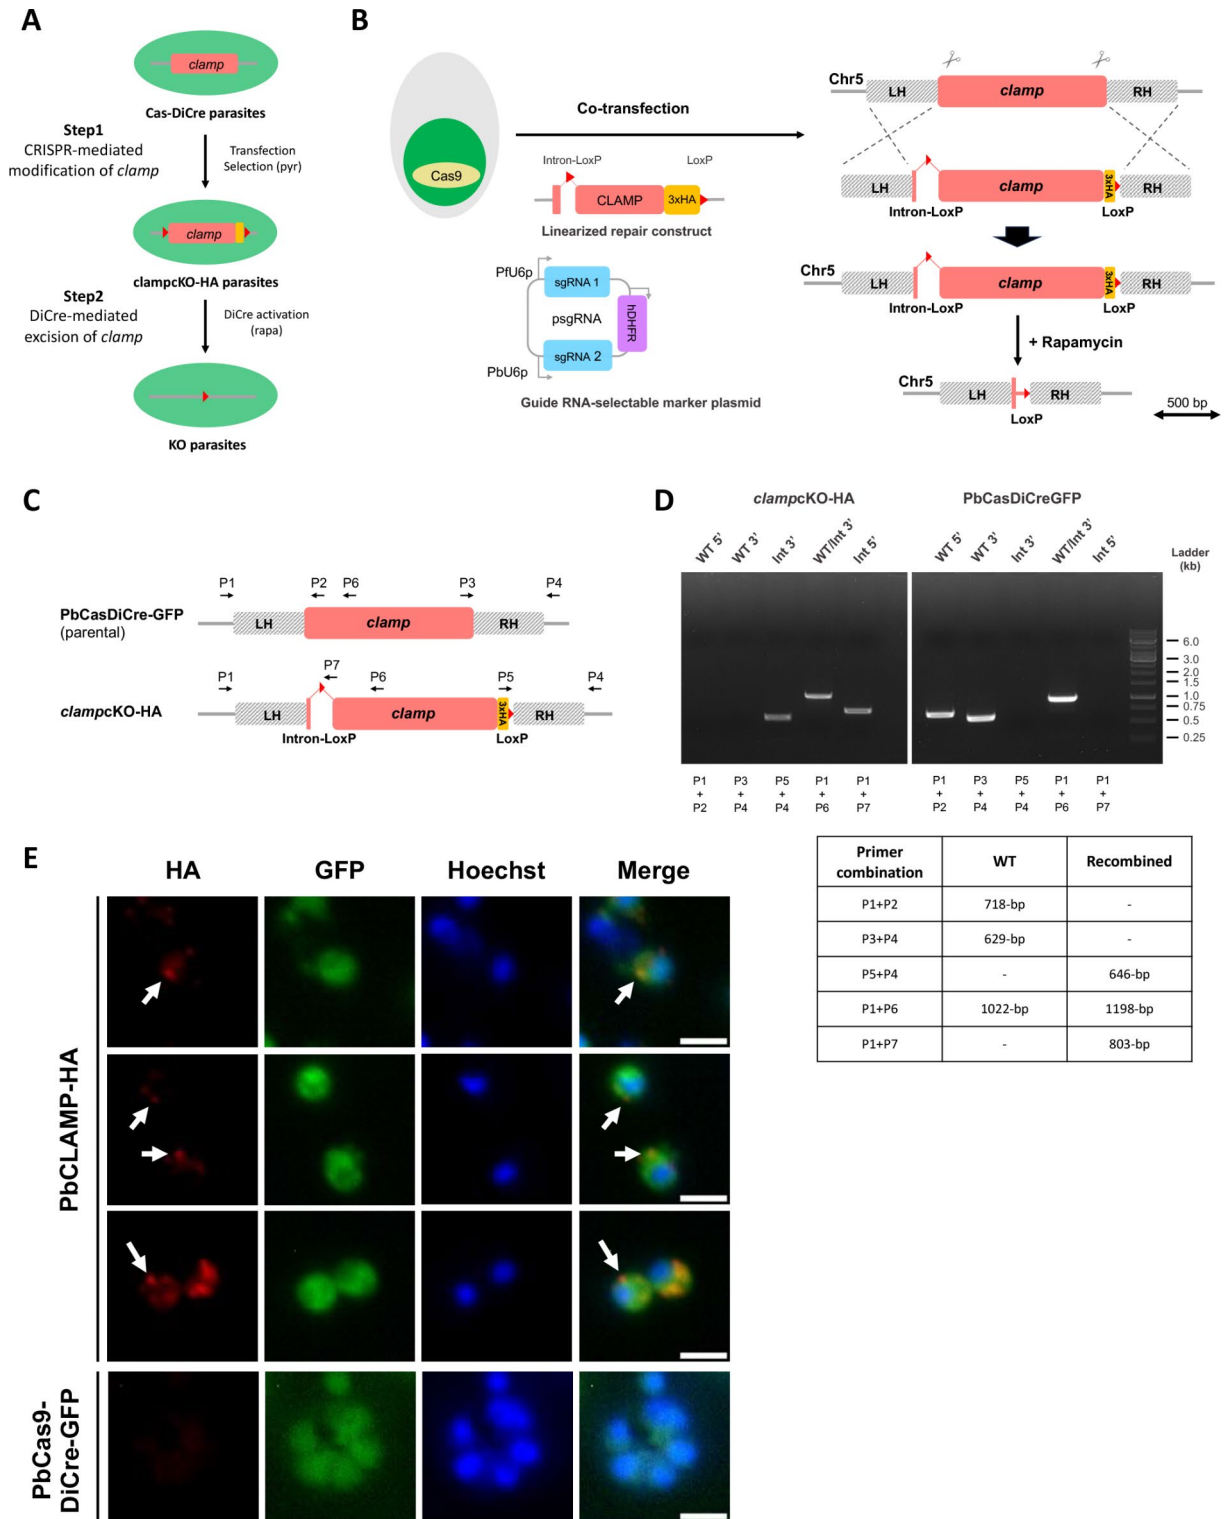 A
clamp
Cas-DiCre parasites
Step1
CRISPR-mediated
modification of clamp
Transfection
Selection (pyr)
clamp
clampcKO-HA parasites
Step2
DiCre-mediated
excision of clamp
DiCre activation
(rapa)
KO parasites
B
Cas9
Co-transfection
Intron-LoxP
LoxP
CLAMP
3xHA
Linearized repair construct
PfU6p
sgRNA 1
psgRNA
hDHFR
sgRNA 2
PbU6p
Guide RNA-selectable marker plasmid
Chr5
LH
clamp
RH
LH
clamp
3xHA
RH
Intron-LoxP
LoxP
Chr5
LH
clamp
3xHA
RH
Intron-LoxP
LoxP
+ Rapamycin
Chr5
LH
RH
LoxP
500 bp
C
P1
P2
P6
P3
P4
PbCasDiCre-GFP
(parental)
LH
clamp
RH
P1
P7
P6
P5
P4
clampcKO-HA
LH
clamp
3xHA
RH
Intron-LoxP
LoxP
D
clampcKO-HA
PbCasDiCreGFP
WT 5'
WT 3'
Int 3'
WT/Int 3'
Int 5'
WT 5'
WT 3'
Int 3'
WT/Int 3'
Int 5'
Ladder
(kb)
6.0
3.0
2.0
1.5
1.0
0.75
0.5
0.25
P1 P3 P5 P1 P1 P1 P3 P5 P1 P1
+ + + + + + + + + +
P2 P4 P4 P6 P7 P2 P4 P4 P6 P7
Primer combination WT Recombined
P1+P2 718-bp -
P3+P4 629-bp -
P5+P4 - 646-bp
P1+P6 1022-bp 1198-bp
P1+P7 - 803-bp
E
HA GFP Hoechst Merge
PbCLAMP-HA
PbCas9-
DiCre-GFP